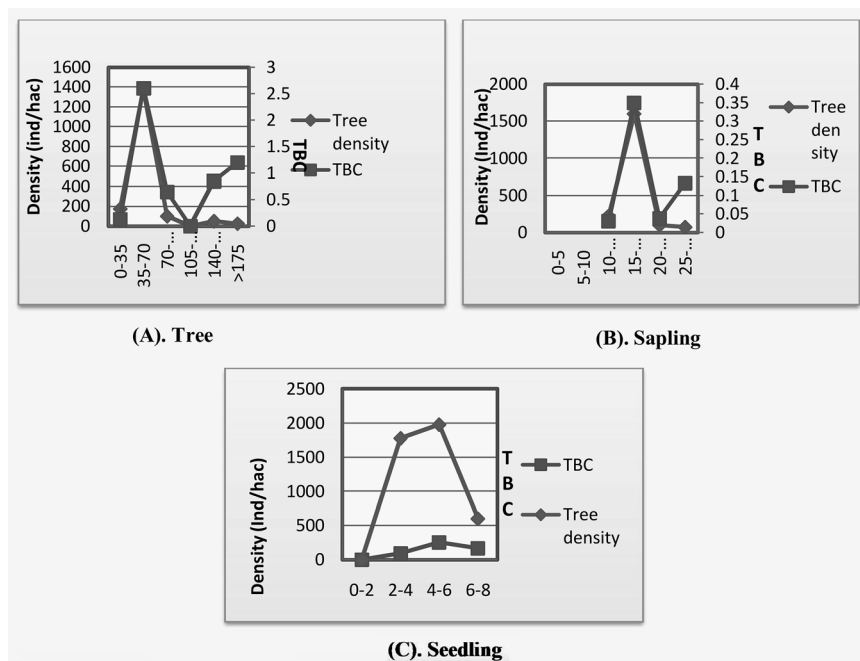 1600
1400
1200
1000
800
600
400
200
0
Density (ind/hac)
3
2.5
2
1.5
1
0.5
0
TBC
0-35
35-70
70-...
105-...
140-...
>175
Tree
density
TBC
(A). Tree
2000
1500
1000
500
0
Density (Ind/hac)
0.4
0.35
0.3
0.25
0.2
0.15
0.1
0.05
0
T
B
C
0-5
5-10
10-...
15-...
20-...
25-...
Tree
den
sity
TBC
(B). Sapling
2500
2000
1500
1000
500
0
Density (Ind/hac)
0-2 2-4 4-6 6-8
T
B
C
TBC
Tree
density
(C). Seedling